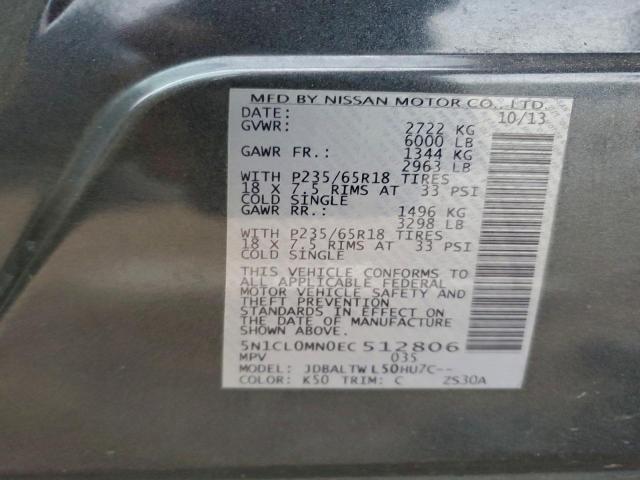 MFD BY NISSAN MOTOR CO., LTD.
DATE: 10/13
GVWR: 2722 KG
6000 LB
GAWR FR.: 1344 KG
2963 LB
WITH P235/65R18 TIRES
18 X 7.5 RIMS AT 33 PSI
COLD SINGLE
GAWR RR.: 1496 KG
3298 LB
WITH P235/65R18 TIRES
18 X 7.5 RIMS AT 33 PSI
COLD SINGLE
THIS VEHICLE CONFORMS TO
ALL APPLICABLE FEDERAL
MOTOR VEHICLE SAFETY AND
THEFT PREVENTION
STANDARDS IN EFFECT ON
THE DATE OF MANUFACTURE
SHOWN ABOVE.
5N1CL0MN0EC 512806
MPV 035
MODEL: JDBALTW L50HU7C--
COLOR: K50 TRIM: C ZS30A